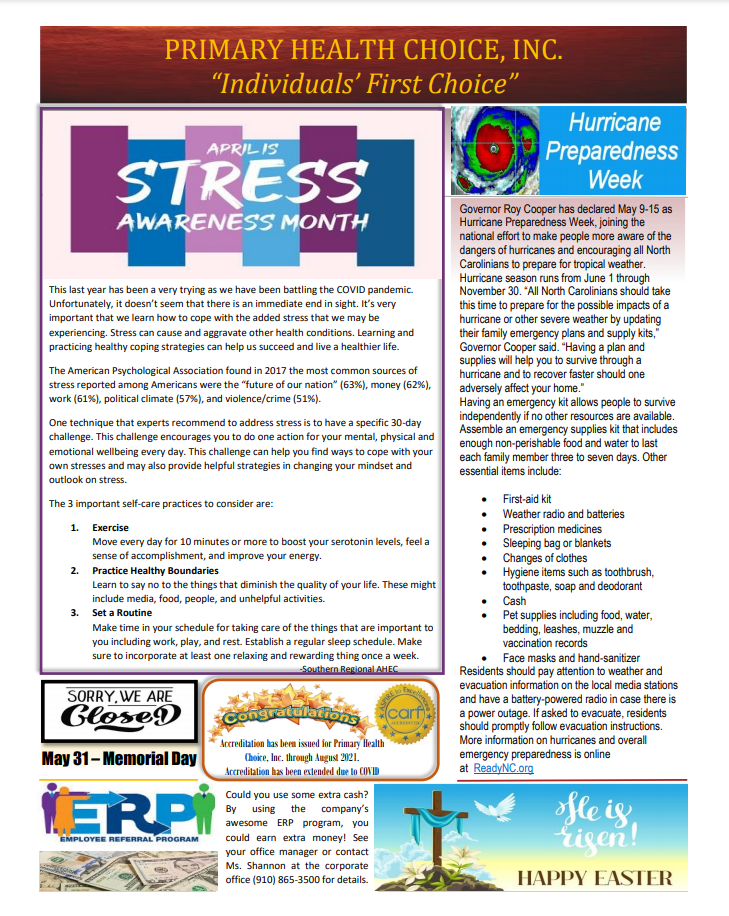 PRIMARY HEALTH CHOICE, INC.
“Individuals’ First Choice”
APRIL IS
STRESS
AWARENESS MONTH
This last year has been a very trying as we have been battling the COVID pandemic.
Unfortunately, it doesn’t seem that there is an immediate end in sight. It’s very
important that we learn how to cope with the added stress that we may be
experiencing. Stress can cause and aggravate other health conditions. Learning and
practicing healthy coping strategies can help us succeed and live a healthier life.
The American Psychological Association found in 2017 the most common sources of
stress reported among Americans were the “future of our nation” (63%), money (62%),
work (61%), political climate (57%), and violence/crime (51%).
One technique that experts recommend to address stress is to have a specific 30-day
challenge. This challenge encourages you to do one action for your mental, physical and
emotional wellbeing every day. This challenge can help you find ways to cope with your
own stresses and may also provide helpful strategies in changing your mindset and
outlook on stress.
The 3 important self-care practices to consider are:
1. Exercise
Move every day for 10 minutes or more to boost your serotonin levels, feel a
sense of accomplishment, and improve your energy.
2. Practice Healthy Boundaries
Learn to say no to the things that diminish the quality of your life. These might
include media, food, people, and unhelpful activities.
3. Set a Routine
Make time in your schedule for taking care of the things that are important to
you including work, play, and rest. Establish a regular sleep schedule. Make
sure to incorporate at least one relaxing and rewarding thing once a week.
-Southern Regional AHEC
Hurricane
Preparedness
Week
Governor Roy Cooper has declared May 9-15 as
Hurricane Preparedness Week, joining the
national effort to make people more aware of the
dangers of hurricanes and encouraging all North
Carolinians to prepare for tropical weather.
Hurricane season runs from June 1 through
November 30. “All North Carolinians should take
this time to prepare for the possible impacts of a
hurricane or other severe weather by updating
their family emergency plans and supply kits,”
Governor Cooper said. “Having a plan and
supplies will help you to survive through a
hurricane and to recover faster should one
adversely affect your home.”
Having an emergency kit allows people to survive
independently if no other resources are available.
Assemble an emergency supplies kit that includes
enough non-perishable food and water to last
each family member three to seven days. Other
essential items include:
• First-aid kit
• Weather radio and batteries
• Prescription medicines
• Sleeping bag or blankets
• Changes of clothes
• Hygiene items such as toothbrush,
toothpaste, soap and deodorant
• Cash
• Pet supplies including food, water,
bedding, leashes, muzzle and
vaccination records
• Face masks and hand-sanitizer
Residents should pay attention to weather and
evacuation information on the local media stations
and have a battery-powered radio in case there is
a power outage. If asked to evacuate, residents
should promptly follow evacuation instructions.
More information on hurricanes and overall
emergency preparedness is online
at ReadyNC.org
SORRY, WE ARE
Closed
May 31 – Memorial Day
Congratulations
carf
Accreditation has been issued for Primary Health
Choice, Inc. through August 2021.
Accreditation has been extended due to COVID
ERP
EMPLOYEE REFERRAL PROGRAM
Could you use some extra cash?
By using the company’s
awesome ERP program, you
could earn extra money! See
your office manager or contact
Ms. Shannon at the corporate
office (910) 865-3500 for details.
He is
risen!
HAPPY EASTER